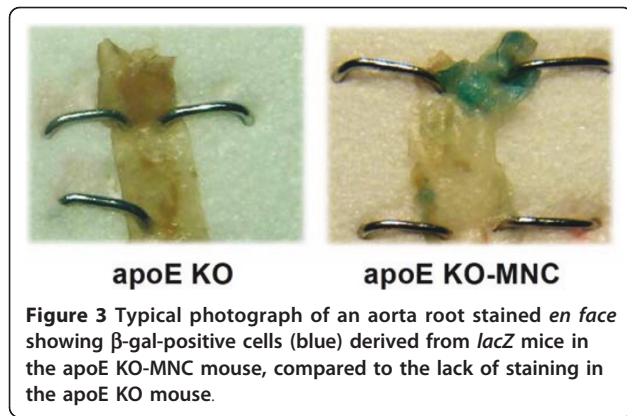 apoE KO
apoE KO-MNC
Figure 3 Typical photograph of an aorta root stained en face
showing β-gal-positive cells (blue) derived from lacZ mice in
the apoE KO-MNC mouse, compared to the lack of staining in
the apoE KO mouse.